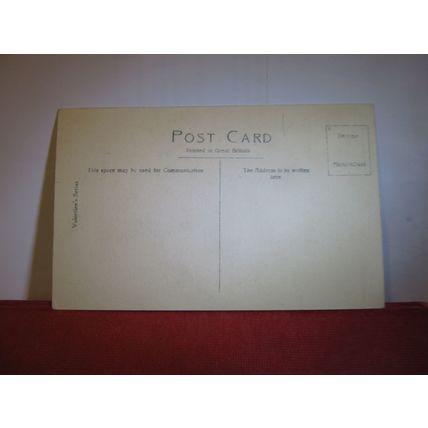 POST CARD
Printed in Great Britain
This space may be used for Communication
The Address to be written
here
Valentine's Series